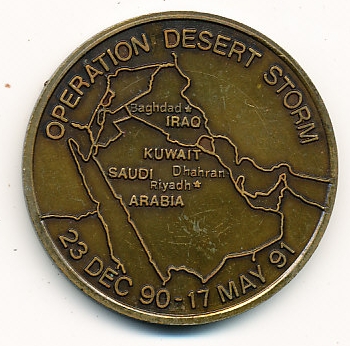 OPERATION DESERT STORM
Baghdad
IRAQ
KUWAIT
SAUDI Dhahran
Riyadh
ARABIA
23 DEC 90-17 MAY 91